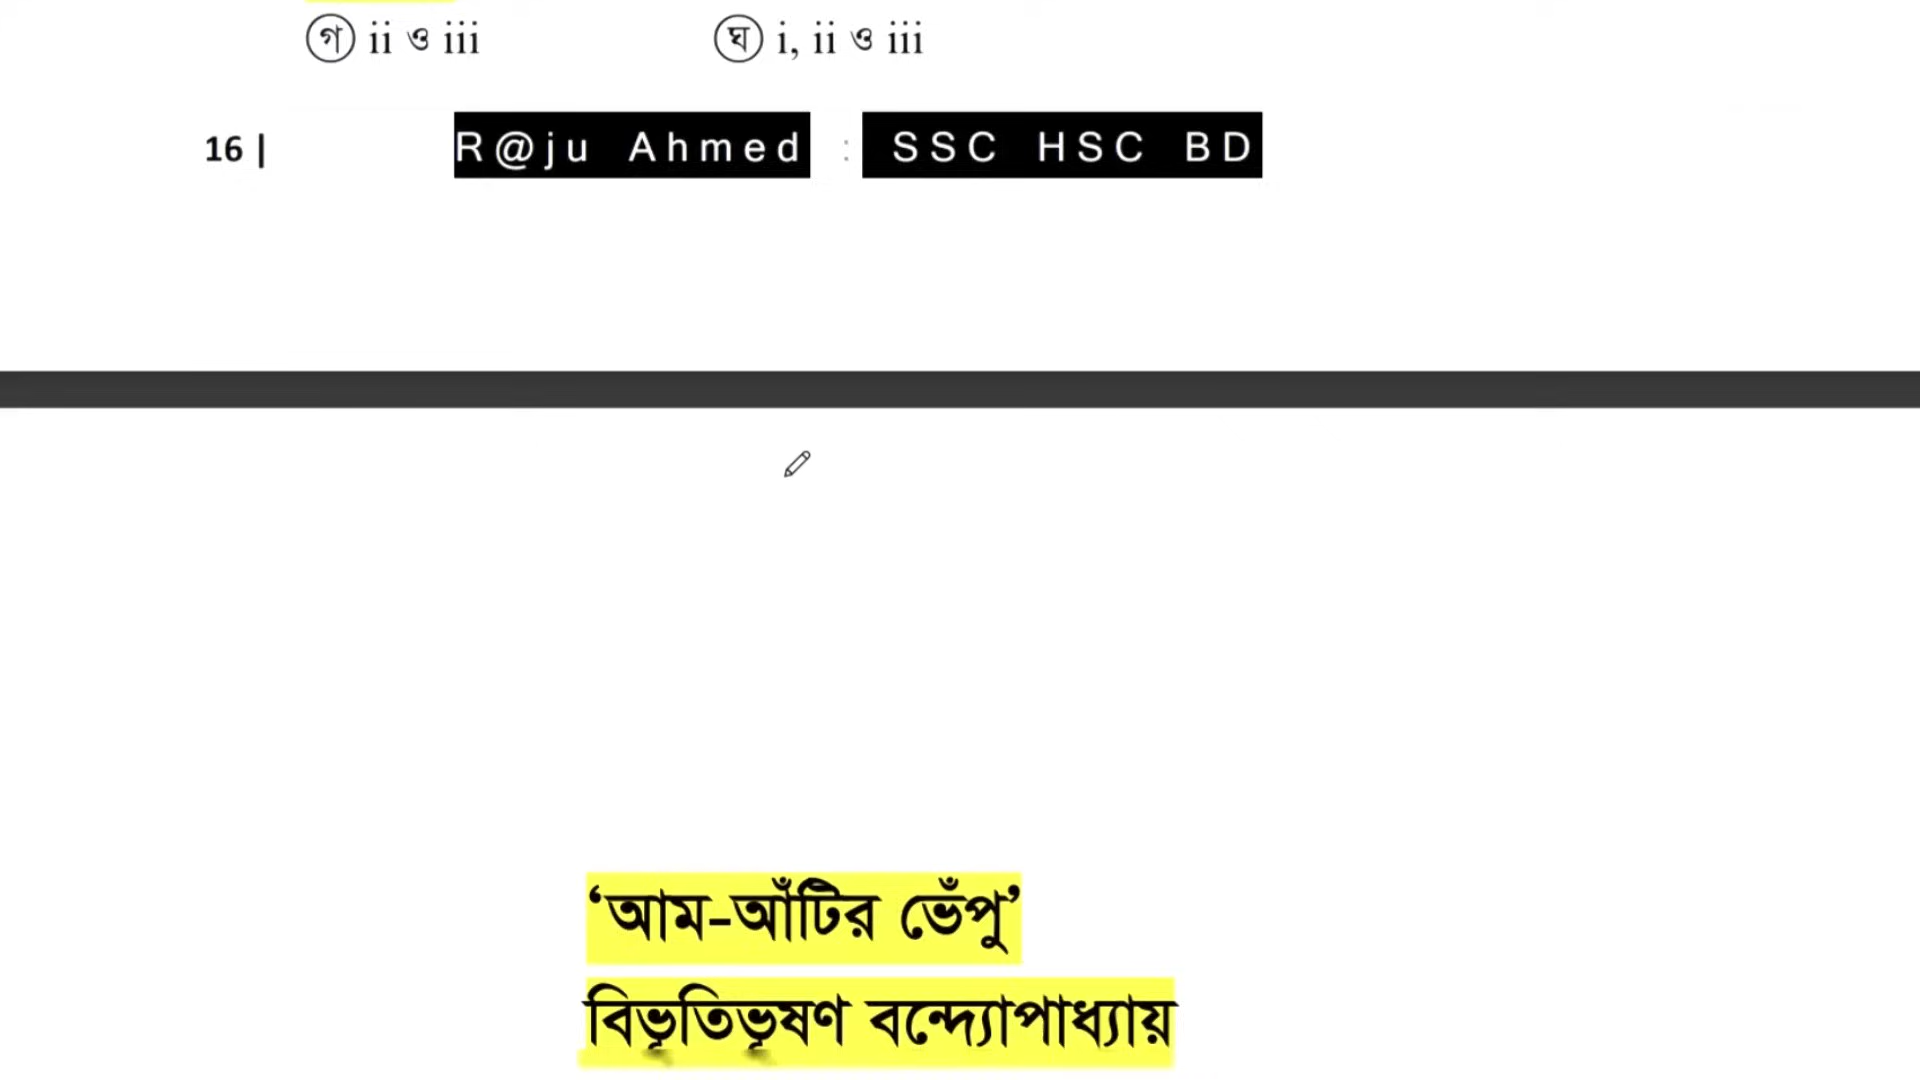 গ ii ও iii ঘ i, ii ও iii
16 | R@ju Ahmed : SSC HSC BD
‘আম-আঁটির ভেঁপু’
বিভূতিভূষণ বন্দ্যোপাধ্যায়